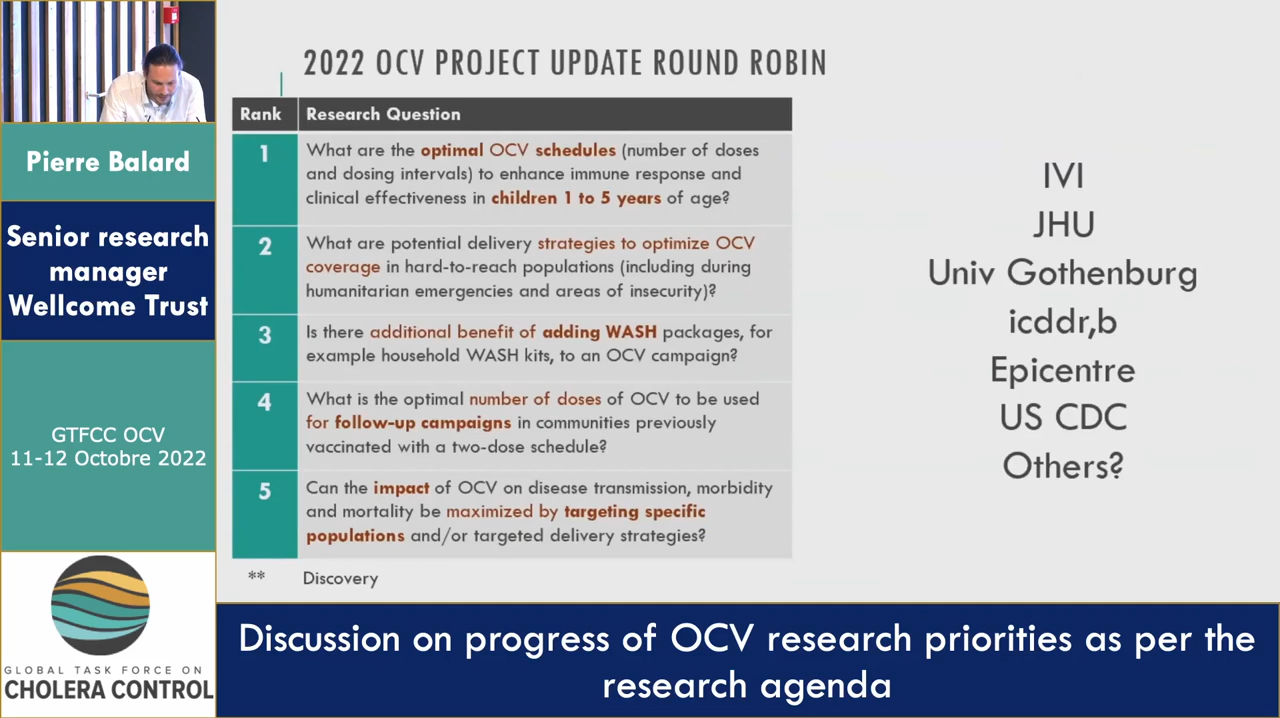 Pierre Balard
Senior research
manager
Wellcome Trust
GTFCC OCV
11-12 Octobre 2022
GLOBAL TASK FORCE ON
CHOLERA CONTROL
2022 OCV PROJECT UPDATE ROUND ROBIN
Rank Research Question
1 What are the optimal OCV schedules (number of doses
and dosing intervals) to enhance immune response and
clinical effectiveness in children 1 to 5 years of age?
2 What are potential delivery strategies to optimize OCV
coverage in hard-to-reach populations (including during
humanitarian emergencies and areas of insecurity)?
3 Is there additional benefit of adding WASH packages, for
example household WASH kits, to an OCV campaign?
4 What is the optimal number of doses of OCV to be used
for follow-up campaigns in communities previously
vaccinated with a two-dose schedule?
5 Can the impact of OCV on disease transmission, morbidity
and mortality be maximized by targeting specific
populations and/or targeted delivery strategies?
** Discovery
IVI
JHU
Univ Gothenburg
icddr,b
Epicentre
US CDC
Others?
Discussion on progress of OCV research priorities as per the
research agenda